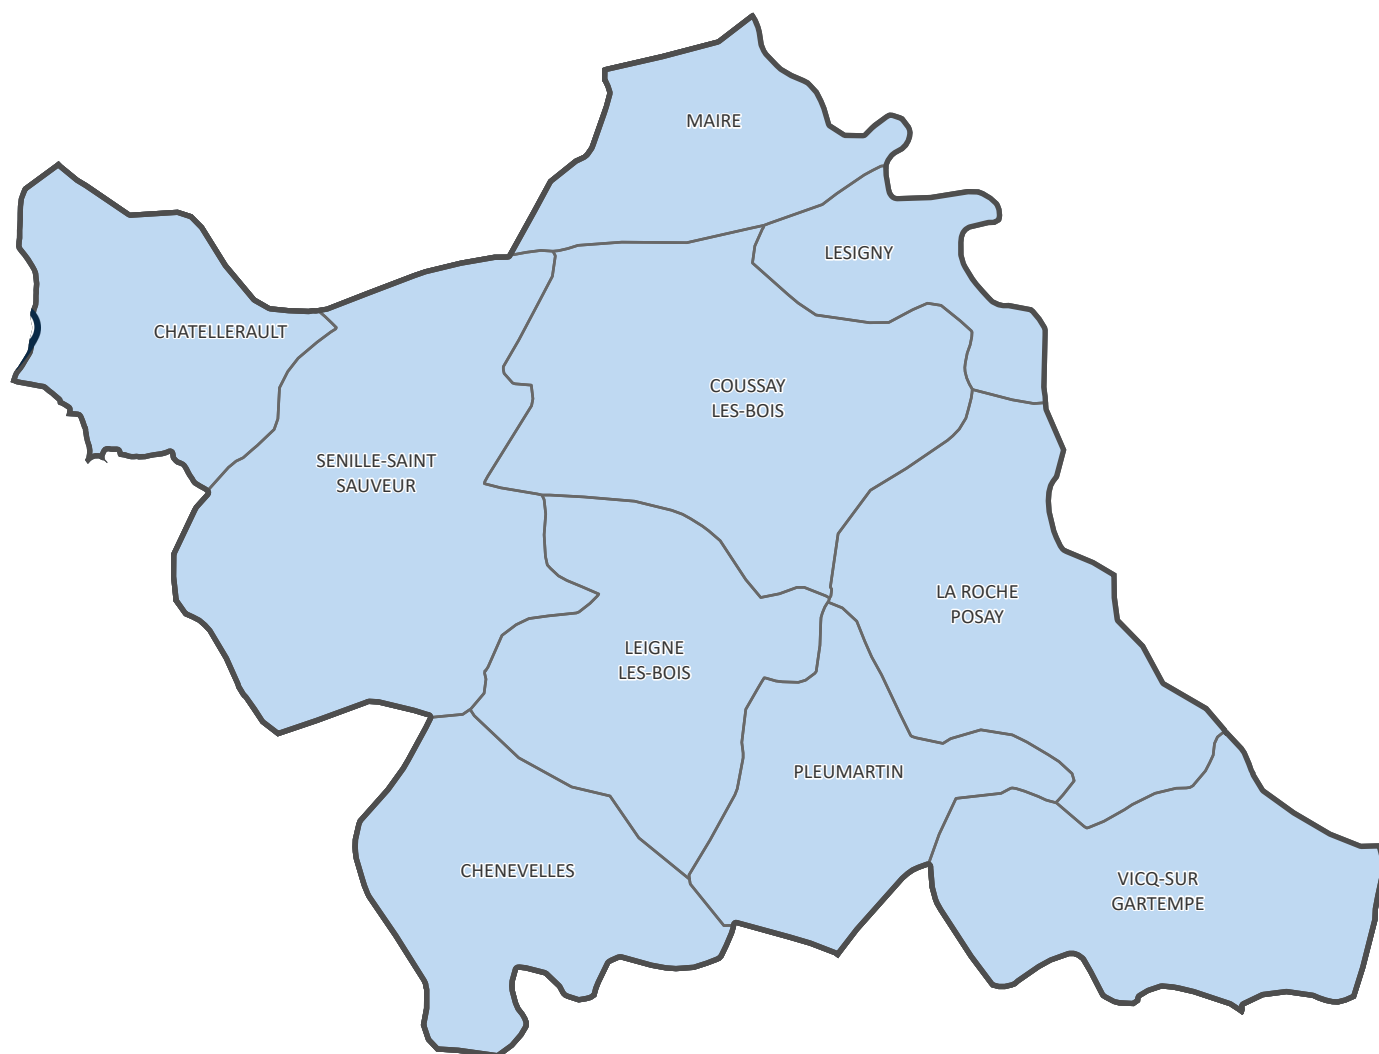 MAIRE
LESIGNY
CHATELLERAULT
COUSSAY
LES-BOIS
SENILLE-SAINT
SAUVEUR
LA ROCHE
POSAY
LEIGNE
LES-BOIS
PLEUMARTIN
CHENEVELLES
VICQ-SUR
GARTEMPE